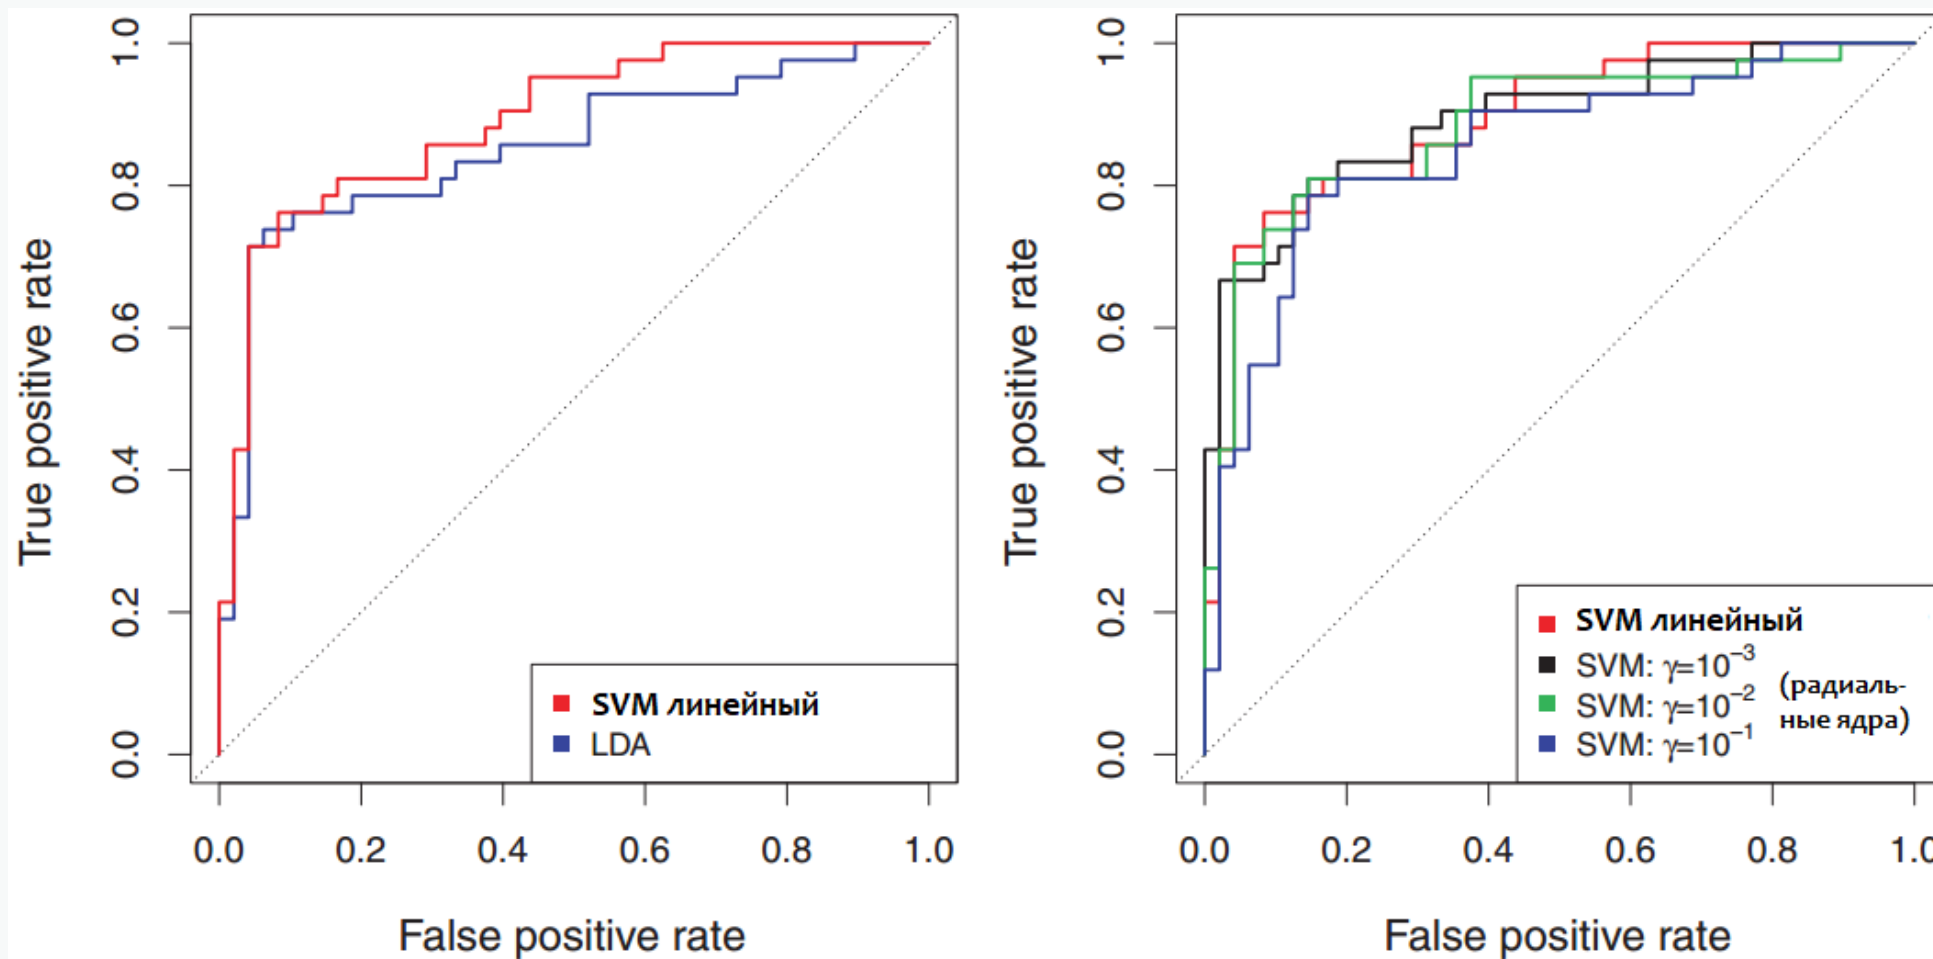 True positive rate
1.0
0.8
0.6
0.4
0.2
0.0
SVM линейный
LDA
0.0 0.2 0.4 0.6 0.8 1.0
False positive rate
True positive rate
1.0
0.8
0.6
0.4
0.2
0.0
SVM линейный
SVM: γ=10⁻³
SVM: γ=10⁻²
SVM: γ=10⁻¹
(радиаль-
ные ядра)
0.0 0.2 0.4 0.6 0.8 1.0
False positive rate